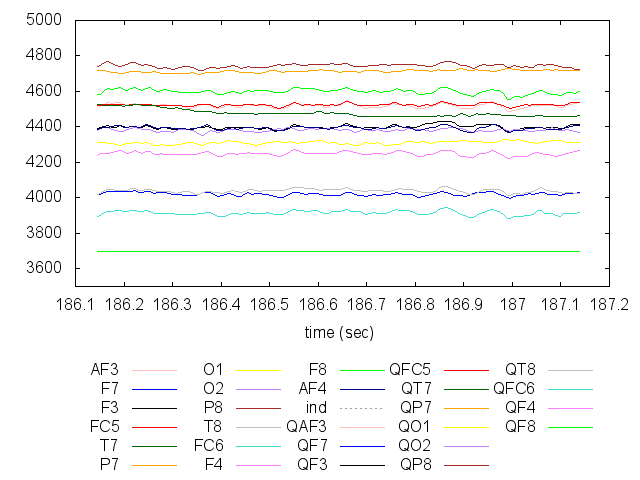 5000
4800
4600
4400
4200
4000
3800
3600
186.1 186.2 186.3 186.4 186.5 186.6 186.7 186.8 186.9 187 187.1 187.2
time (sec)
AF3 O1 F8 QFC5 QT8
F7 O2 AF4 QT7 QFC6
F3 P8 ind QP7 QF4
FC5 T8 QAF3 QO1 QF8
T7 FC6 QF7 QO2
P7 F4 QF3 QP8